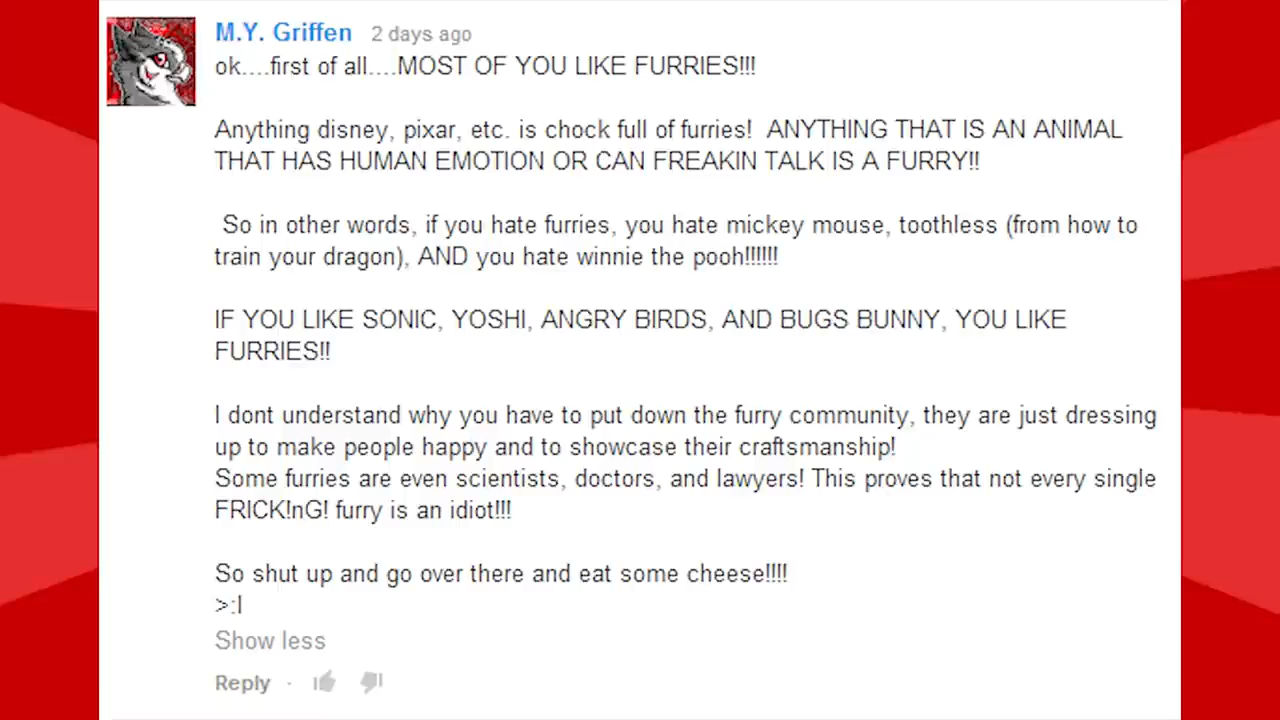 M.Y. Griffen 2 days ago
ok....first of all....MOST OF YOU LIKE FURRIES!!!
Anything disney, pixar, etc. is chock full of furries!  ANYTHING THAT IS AN ANIMAL
THAT HAS HUMAN EMOTION OR CAN FREAKIN TALK IS A FURRY!!
So in other words, if you hate furries, you hate mickey mouse, toothless (from how to
train your dragon), AND you hate winnie the pooh!!!!!!
IF YOU LIKE SONIC, YOSHI, ANGRY BIRDS, AND BUGS BUNNY, YOU LIKE
FURRIES!!
I dont understand why you have to put down the furry community, they are just dressing
up to make people happy and to showcase their craftsmanship!
Some furries are even scientists, doctors, and lawyers! This proves that not every single
FRICK!nG! furry is an idiot!!!
So shut up and go over there and eat some cheese!!!!
>:l
Show less
Reply ·